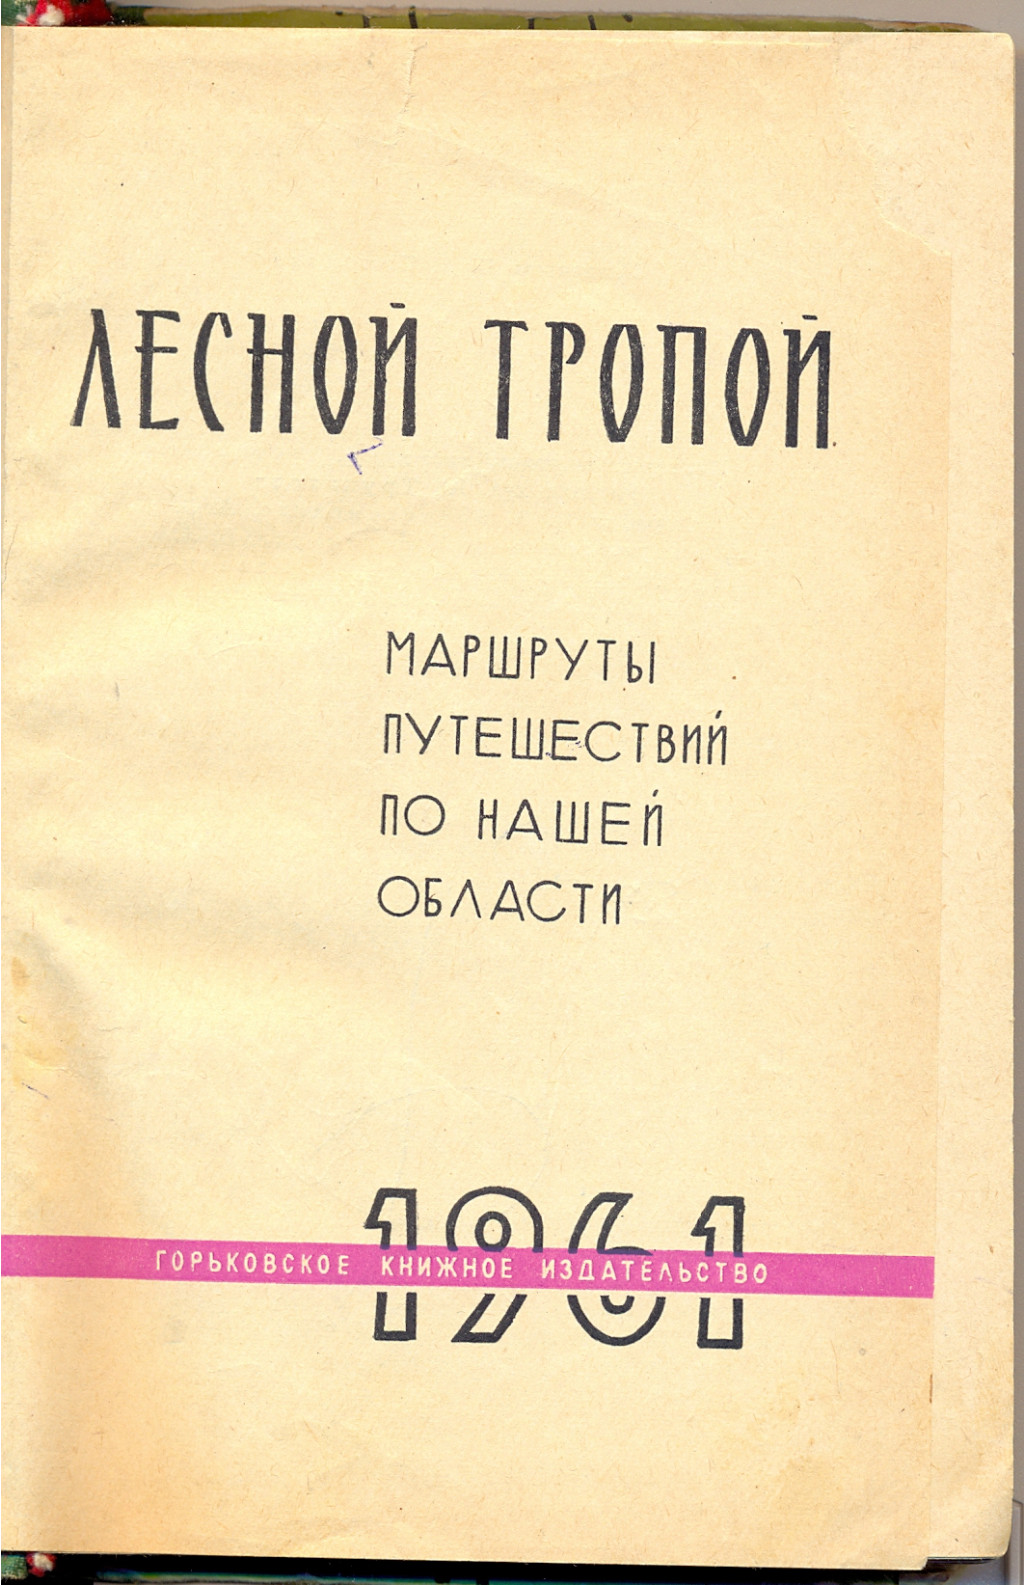 ЛЕСНОЙ ТРОПОЙ
МАРШРУТЫ
ПУТЕШЕСТВИЙ
ПО НАШЕЙ
ОБЛАСТИ
1961
ГОРЬКОВСКОЕ КНИЖНОЕ ИЗДАТЕЛЬСТВО